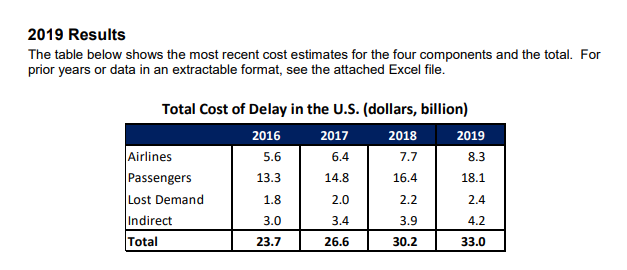 2019 Results
The table below shows the most recent cost estimates for the four components and the total. For
prior years or data in an extractable format, see the attached Excel file.
Total Cost of Delay in the U.S. (dollars, billion)
2016 2017 2018 2019
Airlines 5.6 6.4 7.7 8.3
Passengers 13.3 14.8 16.4 18.1
Lost Demand 1.8 2.0 2.2 2.4
Indirect 3.0 3.4 3.9 4.2
Total 23.7 26.6 30.2 33.0